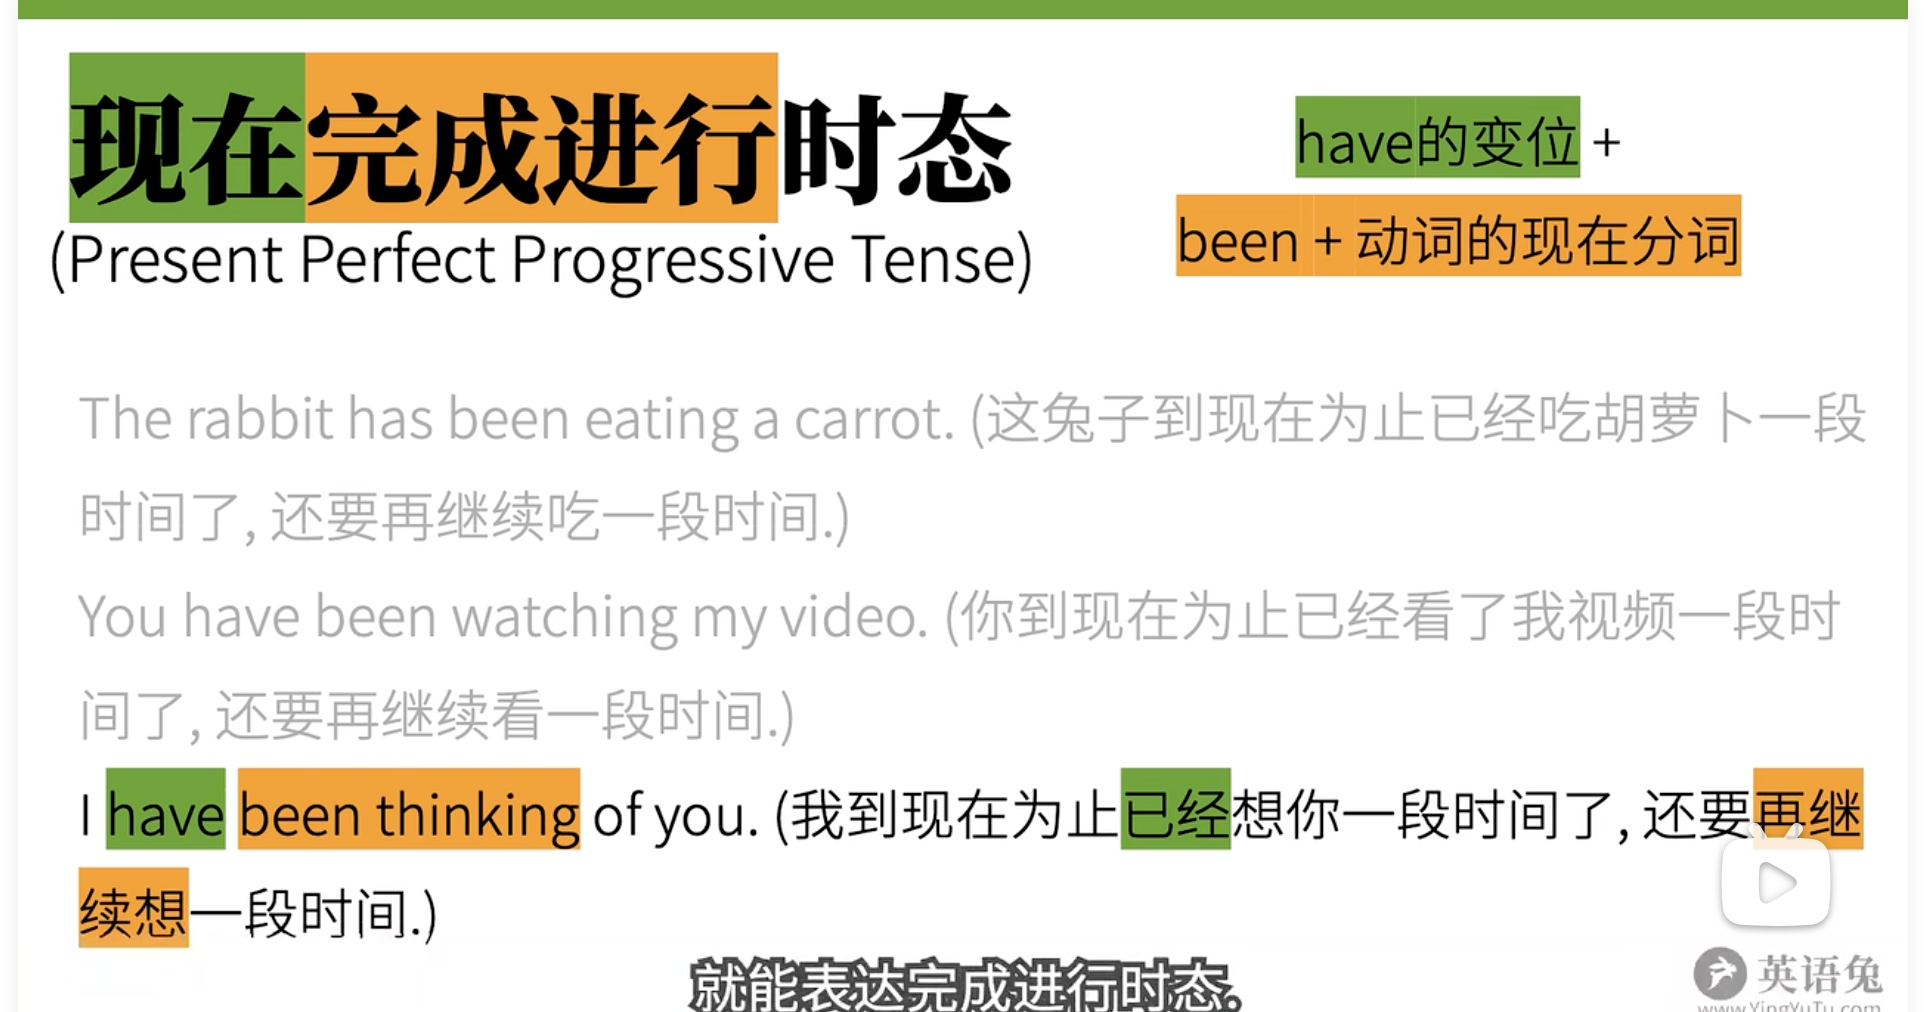 现在完成进行时态
(Present Perfect Progressive Tense)
have的变位 +
been + 动词的现在分词
The rabbit has been eating a carrot. (这兔子到现在为止已经吃胡萝卜一段
时间了, 还要再继续吃一段时间.)
You have been watching my video. (你到现在为止已经看了我视频一段时
间了, 还要再继续看一段时间.)
I have been thinking of you. (我到现在为止已经想你一段时间了, 还要再继
续想一段时间.)
就能表达完成进行时态.
英语兔
www.YingYuTu.com